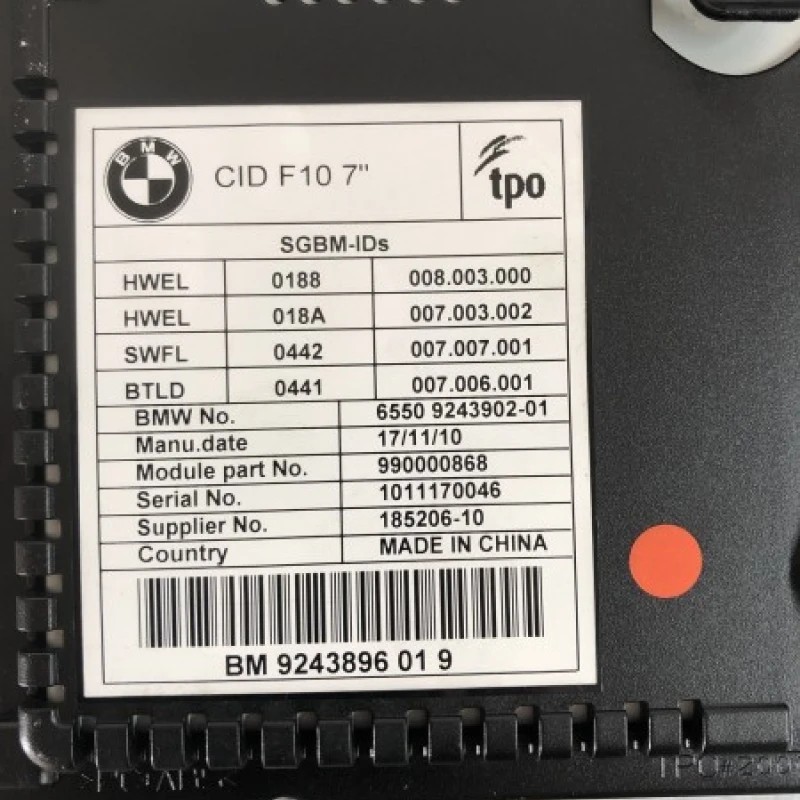 BMW
CID F10 7"
tpo
SGBM-IDs
HWEL 0188 008.003.000
HWEL 018A 007.003.002
SWFL 0442 007.007.001
BTLD 0441 007.006.001
BMW No. 6550 9243902-01
Manu.date 17/11/10
Module part No. 990000868
Serial No. 1011170046
Supplier No. 185206-10
Country MADE IN CHINA
BM 9243896 01 9